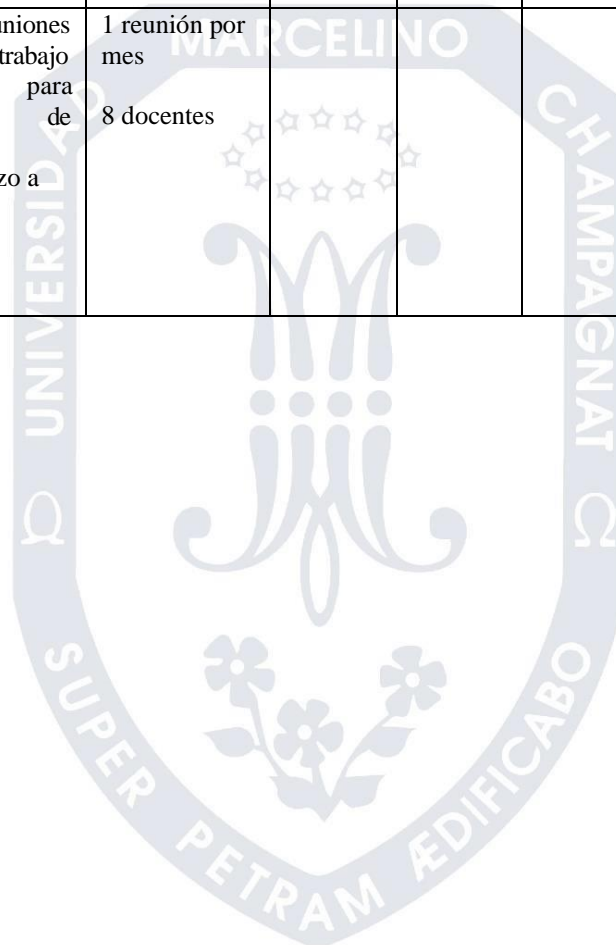 uniones
trabajo
para
de
zo a
1 reunión por
mes
8 docentes
UNIVERSIDAD MARCELINO CHAMPAGNAT
Ω Ω
SUPER PETRAM ÆDIFICABO